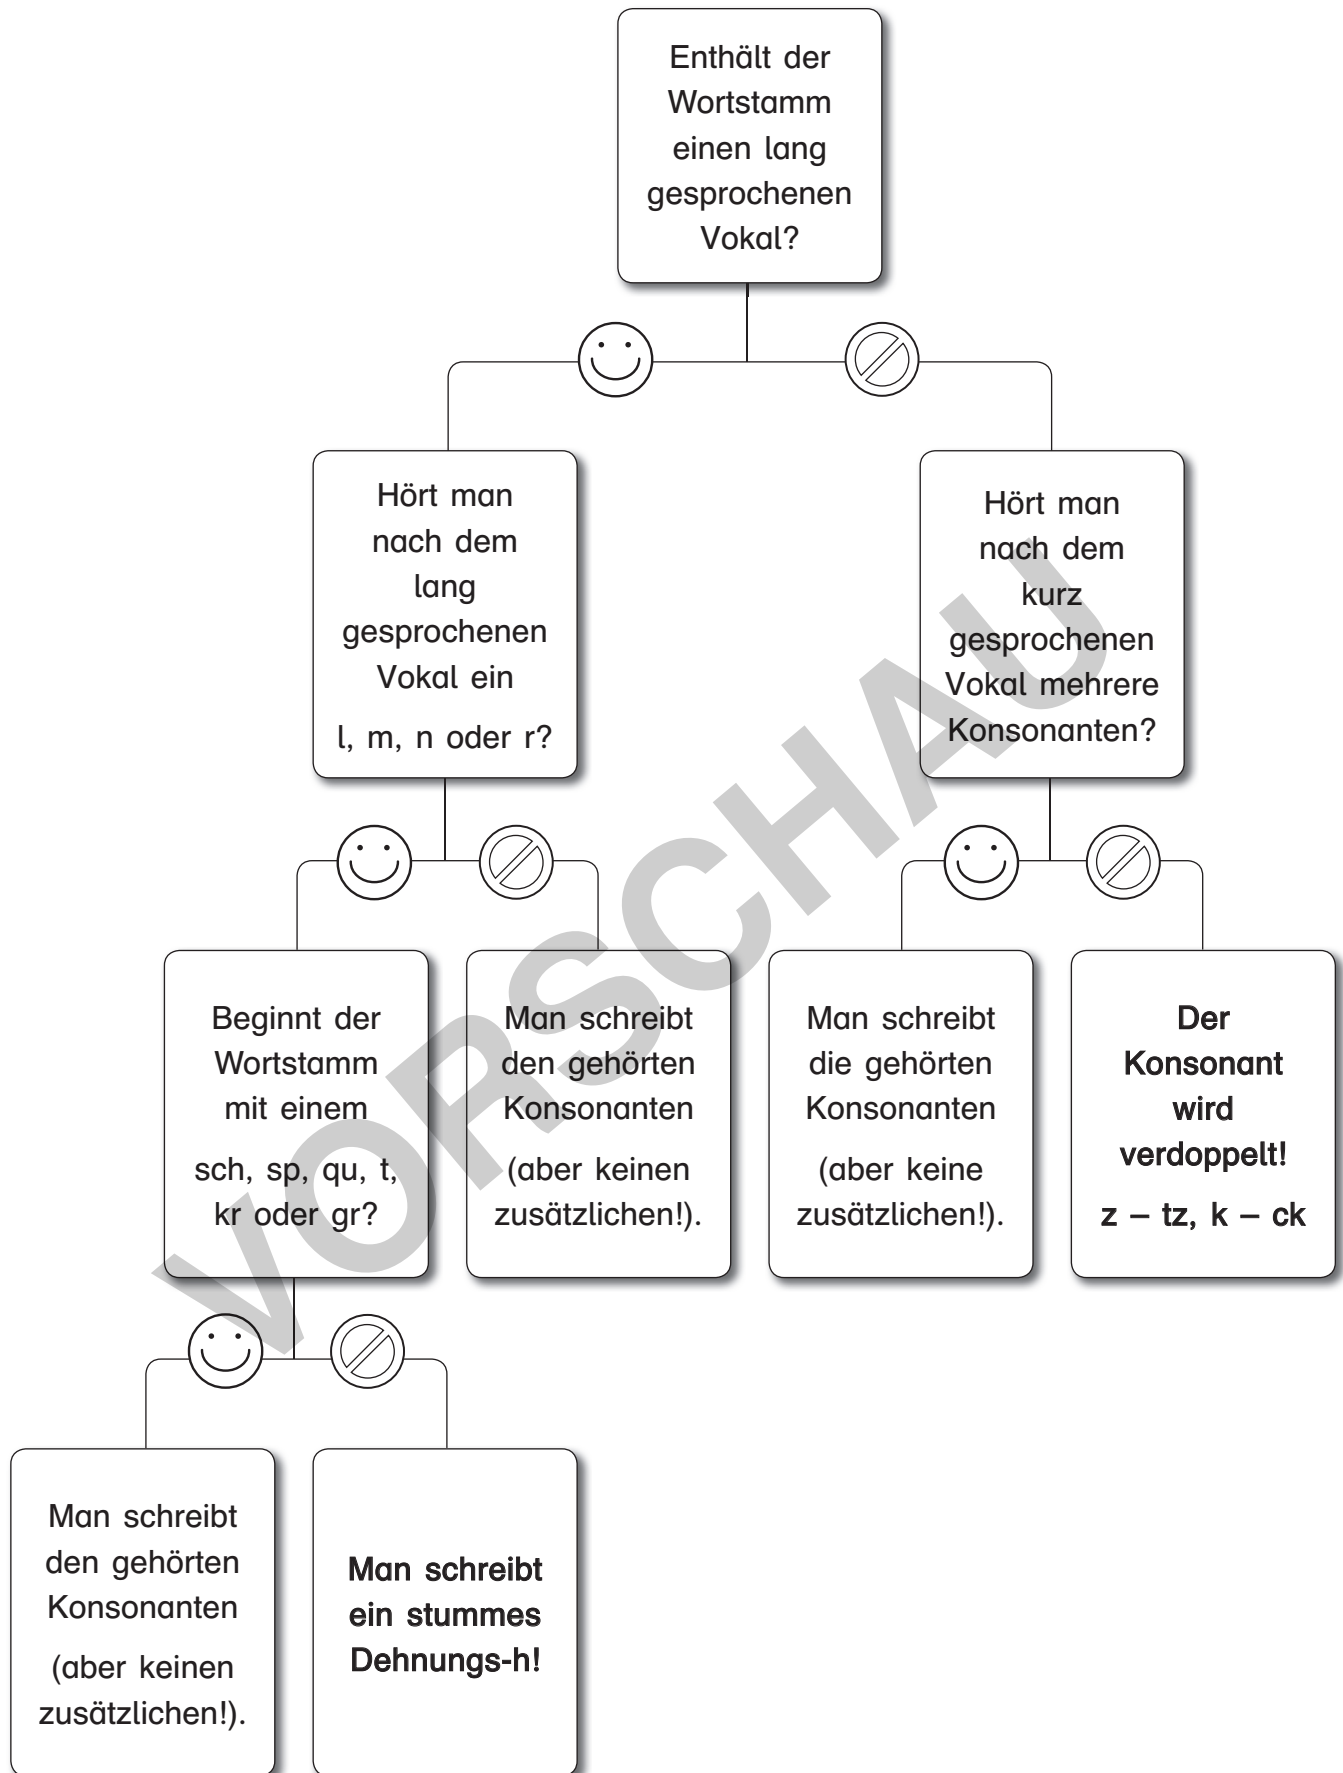 Enthält der
Wortstamm
einen lang
gesprochenen
Vokal?
Hört man
nach dem
lang
gesprochenen
Vokal ein
l, m, n oder r?
Hört man
nach dem
kurz
gesprochenen
Vokal mehrere
Konsonanten?
Beginnt der
Wortstamm
mit einem
sch, sp, qu, t,
kr oder gr?
Man schreibt
den gehörten
Konsonanten
(aber keinen
zusätzlichen!).
Man schreibt
die gehörten
Konsonanten
(aber keine
zusätzlichen!).
Der
Konsonant
wird
verdoppelt!
z – tz, k – ck
Man schreibt
den gehörten
Konsonanten
(aber keinen
zusätzlichen!).
Man schreibt
ein stummes
Dehnungs-h!
VORSCHAU